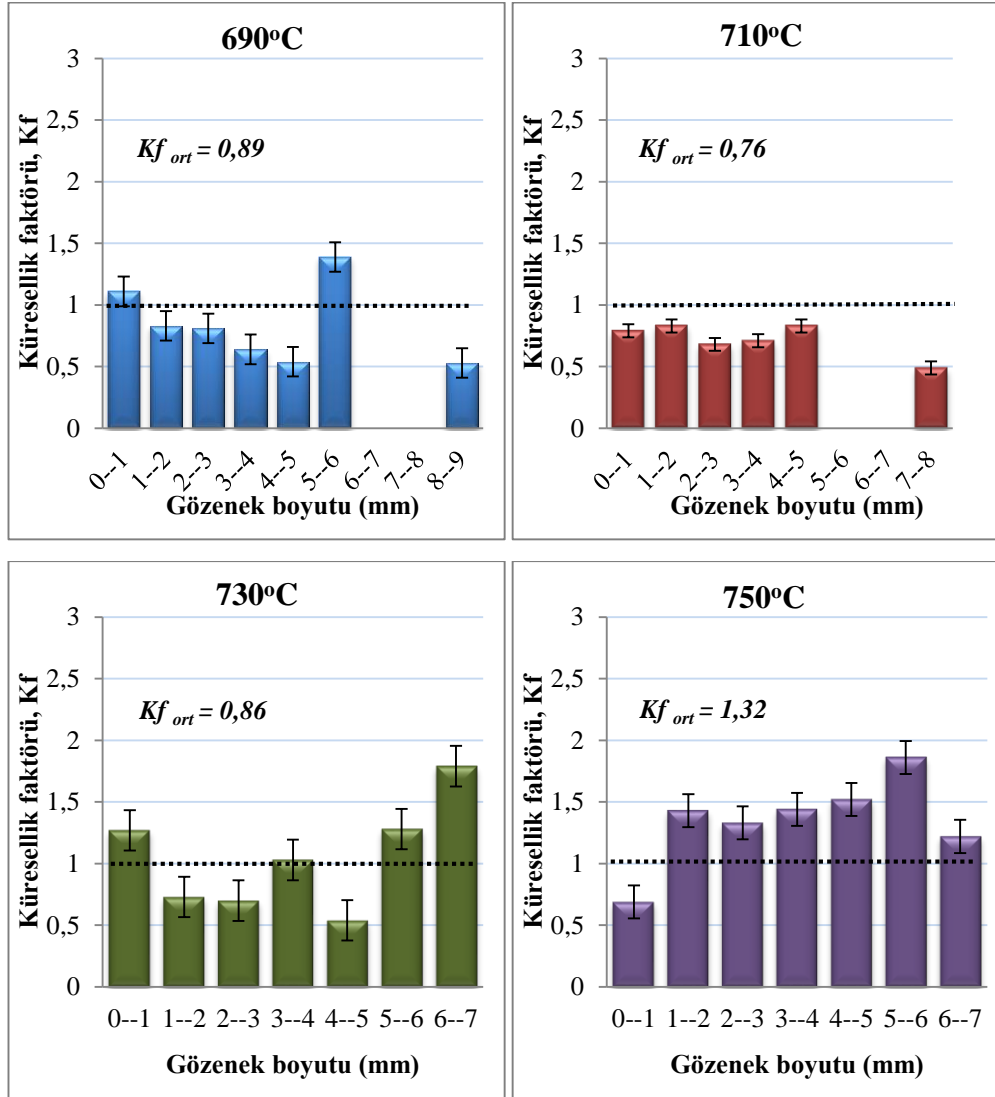 690°C
Küresellik faktörü, Kf
3
2,5
2
1,5
1
0,5
0
Kf ort = 0,89
0--1 1--2 2--3 3--4 4--5 5--6 6--7 7--8 8--9
Gözenek boyutu (mm)
710°C
Küresellik faktörü, Kf
3
2,5
2
1,5
1
0,5
0
Kf ort = 0,76
0--1 1--2 2--3 3--4 4--5 5--6 6--7 7--8
Gözenek boyutu (mm)
730°C
Küresellik faktörü, Kf
3
2,5
2
1,5
1
0,5
0
Kf ort = 0,86
0--1 1--2 2--3 3--4 4--5 5--6 6--7
Gözenek boyutu (mm)
750°C
Küresellik faktörü, Kf
3
2,5
2
1,5
1
0,5
0
Kf ort = 1,32
0--1 1--2 2--3 3--4 4--5 5--6 6--7
Gözenek boyutu (mm)